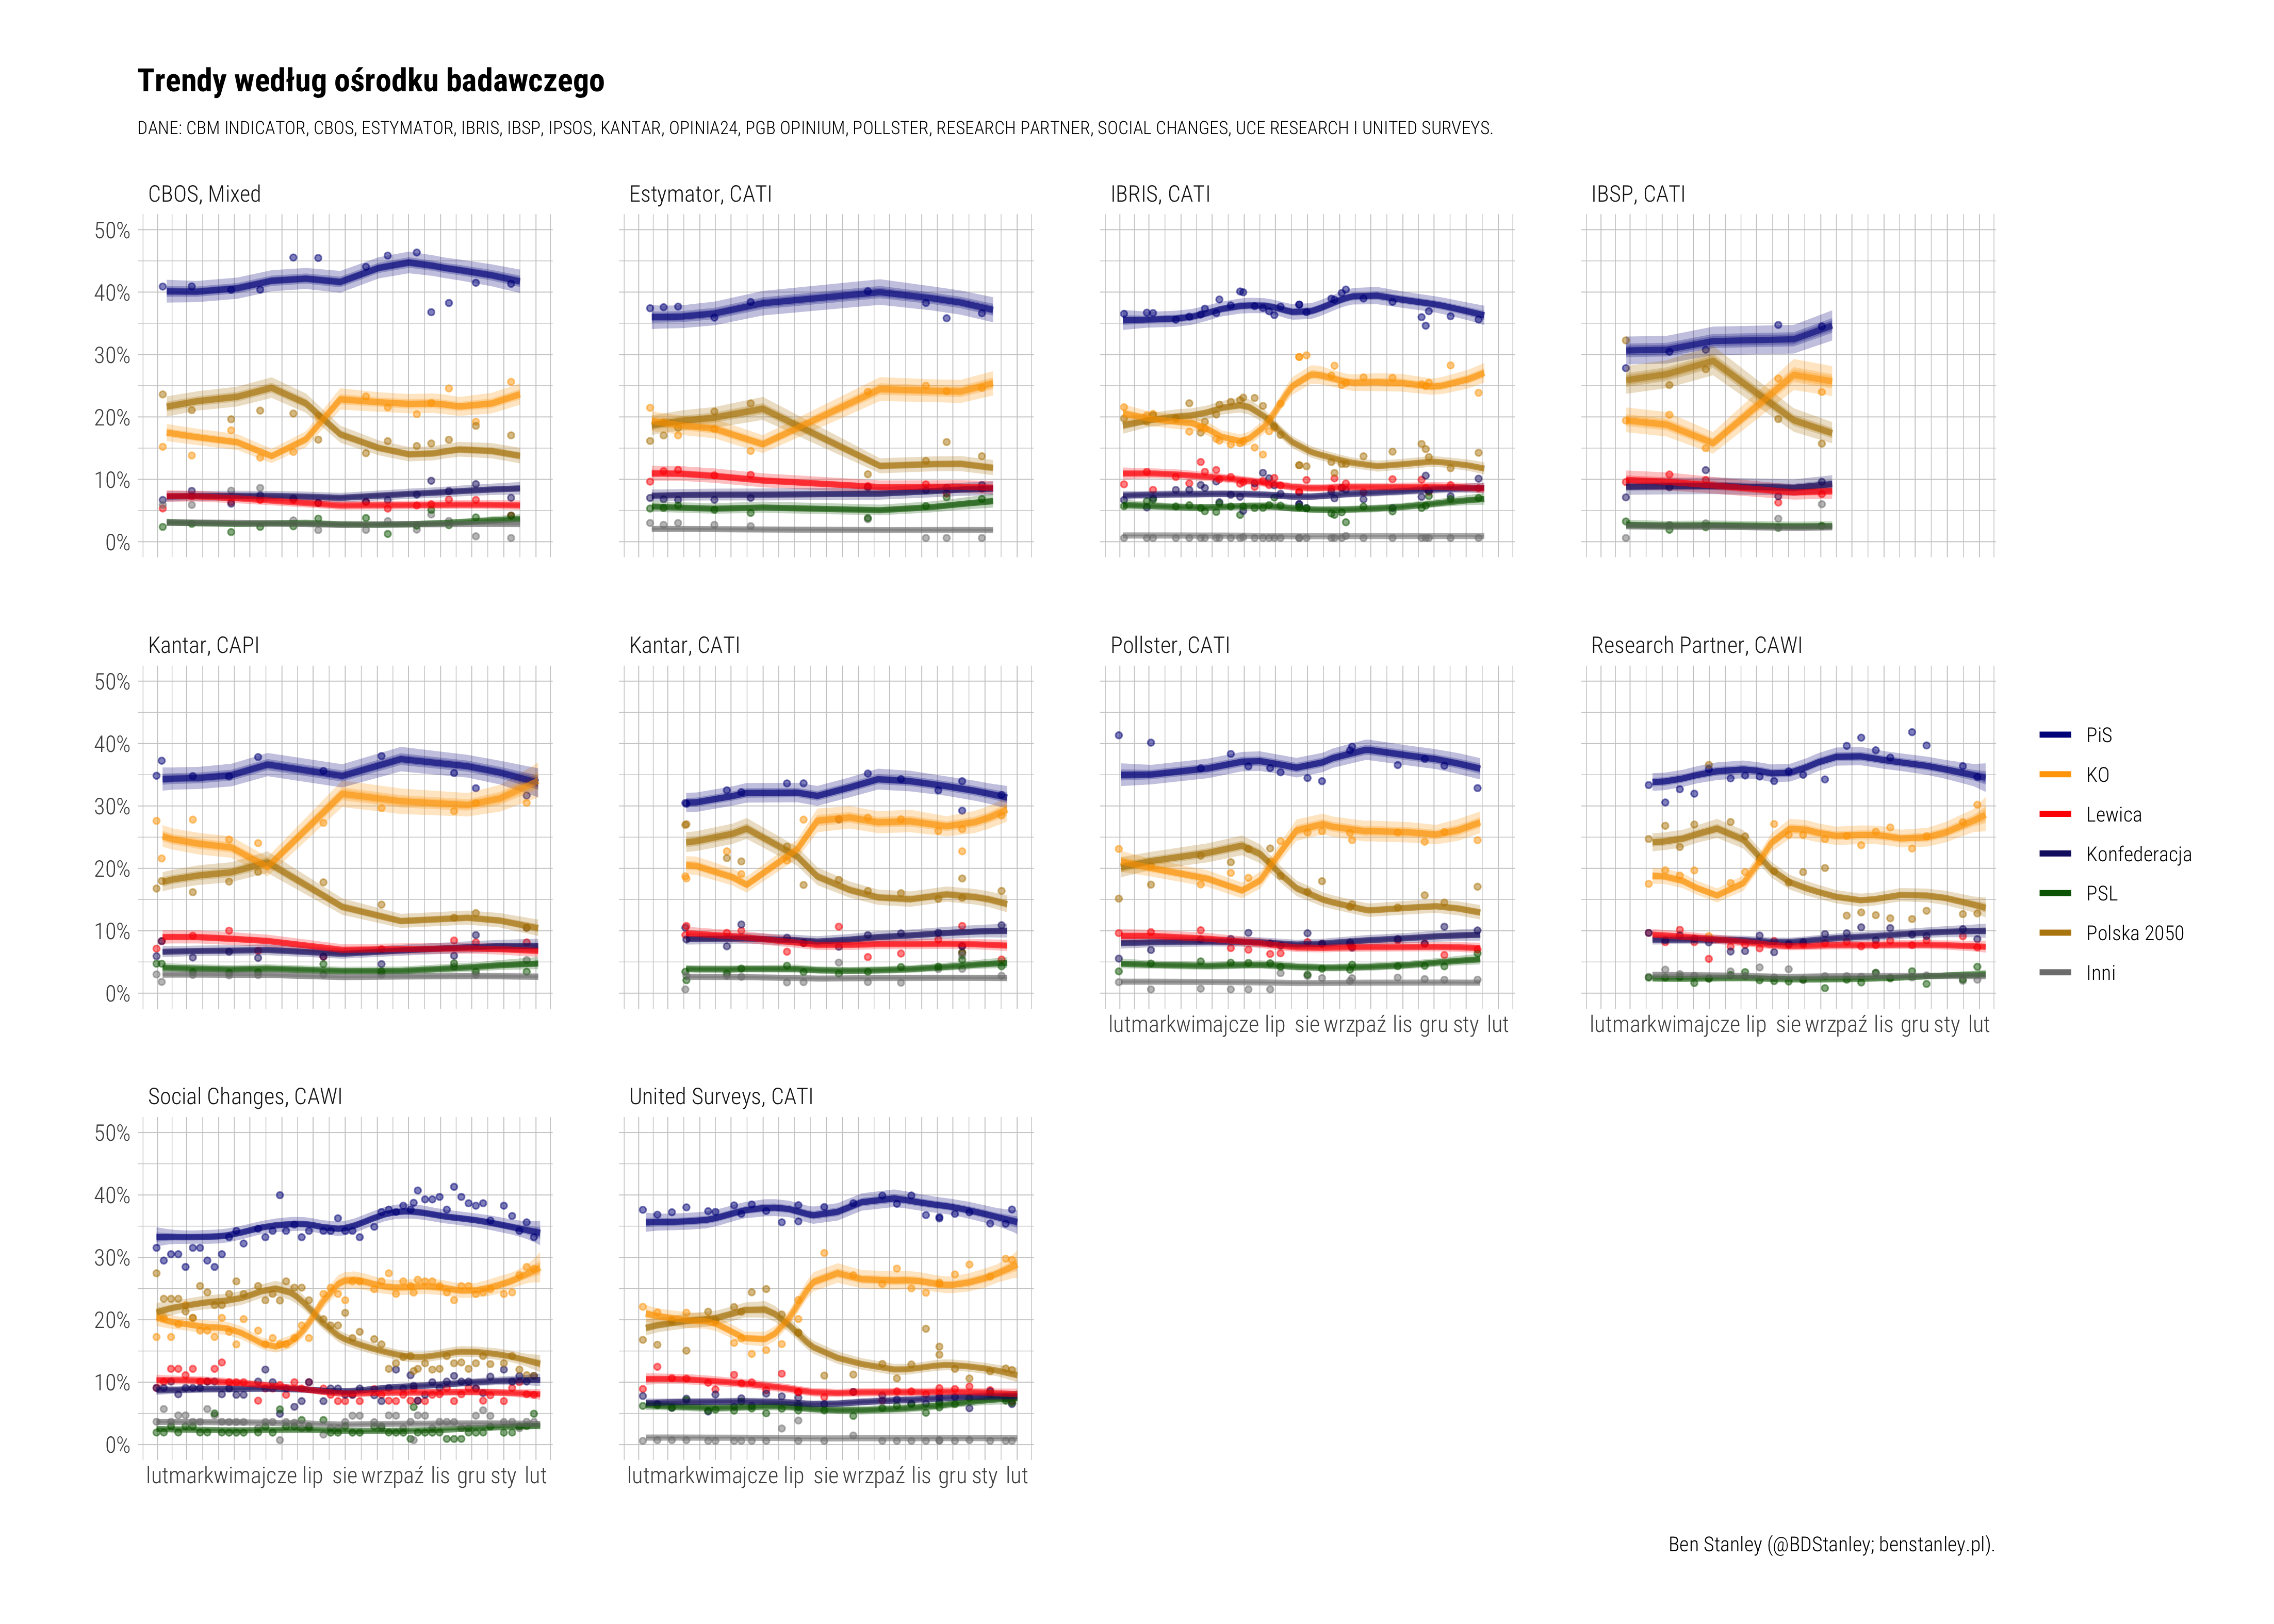 Trendy według ośrodku badawczego
DANE: CBM INDICATOR, CBOS, ESTYMATOR, IBRIS, IBSP, IPSOS, KANTAR, OPINIA24, PGB OPINIUM, POLLSTER, RESEARCH PARTNER, SOCIAL CHANGES, UCE RESEARCH I UNITED SURVEYS.
CBOS, Mixed
Estymator, CATI
IBRIS, CATI
IBSP, CATI
50%
40%
30%
20%
10%
0%
Kantar, CAPI
Kantar, CATI
Pollster, CATI
Research Partner, CAWI
50%
40%
30%
20%
10%
0%
lut mar kwi maj cze lip sie wrz paź lis gru sty lut
lut mar kwi maj cze lip sie wrz paź lis gru sty lut
PiS
KO
Lewica
Konfederacja
PSL
Polska 2050
Inni
Social Changes, CAWI
United Surveys, CATI
50%
40%
30%
20%
10%
0%
lut mar kwi maj cze lip sie wrz paź lis gru sty lut
lut mar kwi maj cze lip sie wrz paź lis gru sty lut
Ben Stanley (@BDStanley; benstanley.pl).